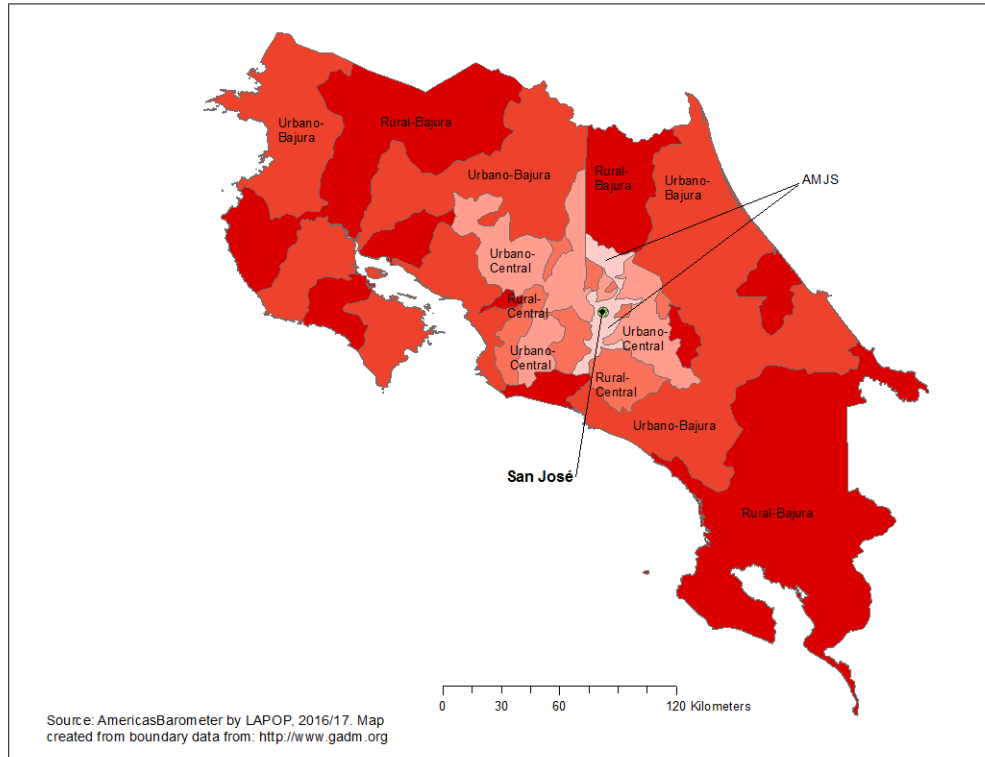 Urbano-
Bajura
Rural-Bajura
Urbano-Bajura
Rural-
Bajura
Urbano-
Bajura
AMJS
Urbano-
Central
Rural-
Central
Urbano-
Central
Urbano-
Central
Rural-
Central
Urbano-Bajura
San José
Rural-Bajura
0 30 60 120 Kilometers
Source: AmericasBarometer by LAPOP, 2016/17. Map
created from boundary data from: http://www.gadm.org